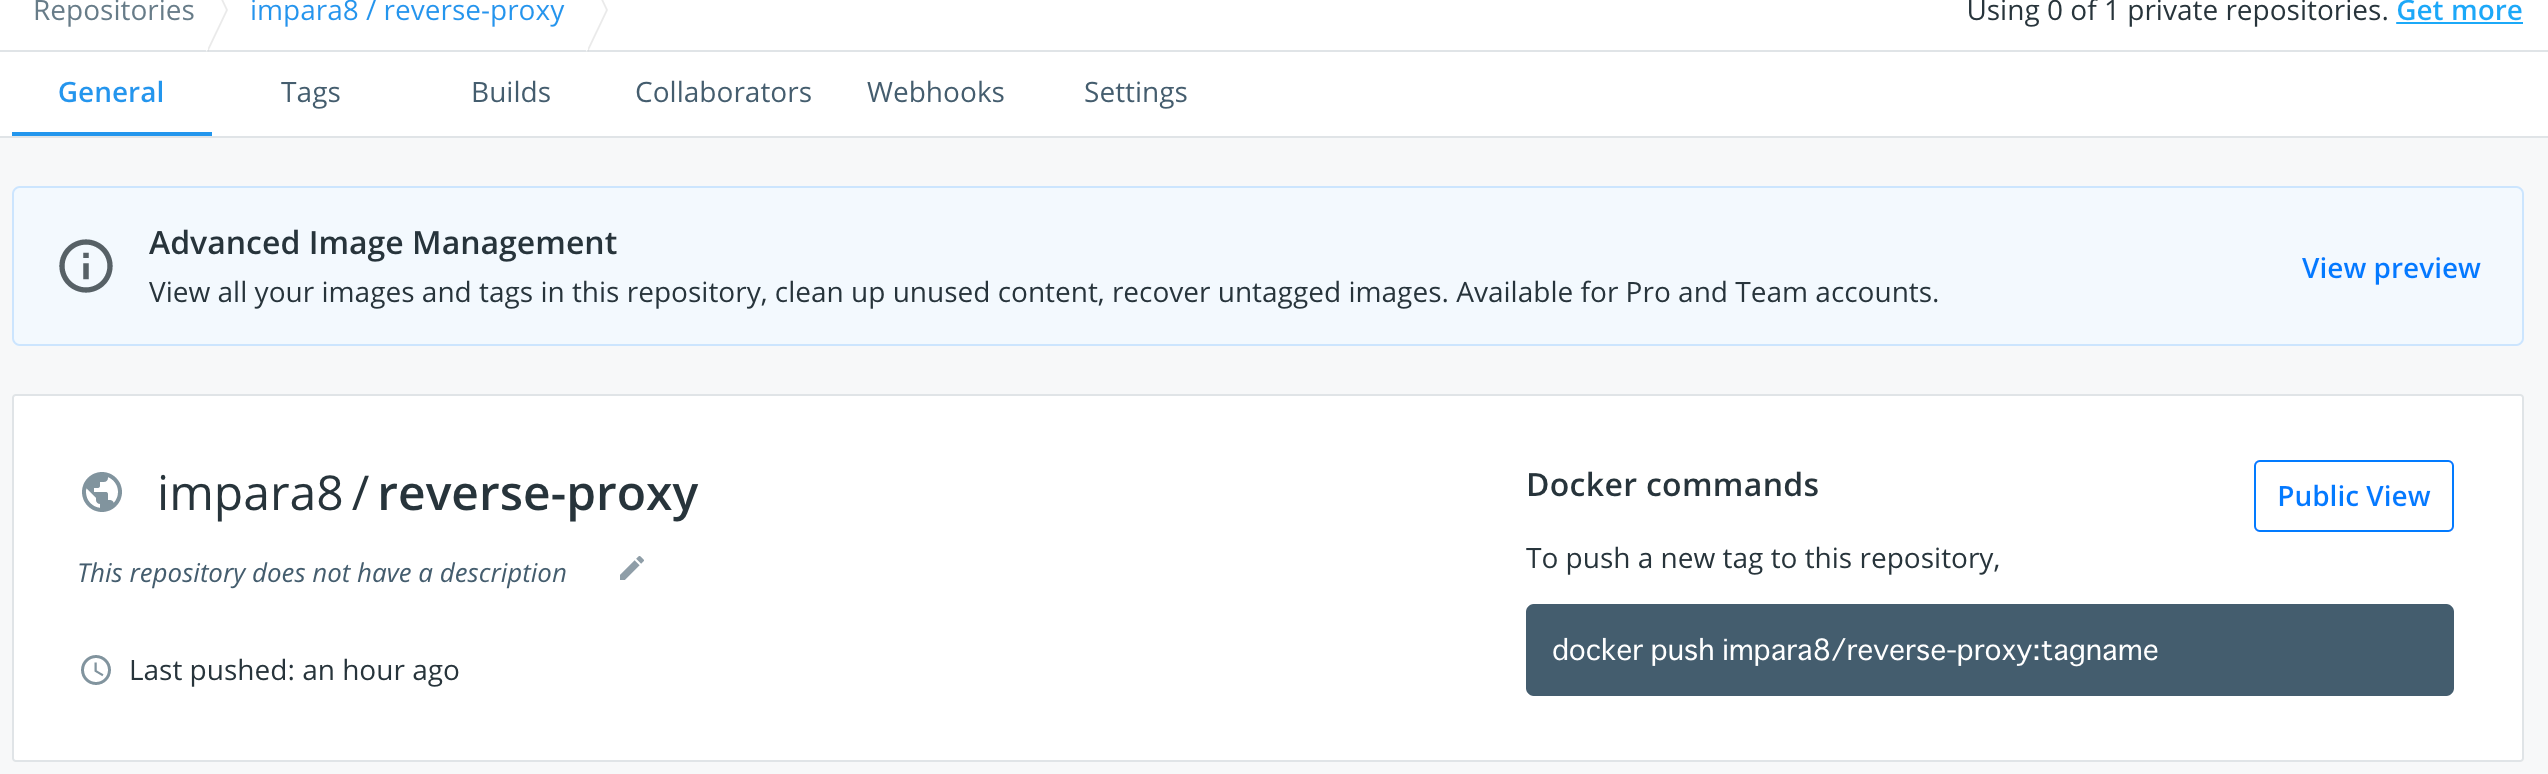 Repositories impara8 / reverse-proxy Using 0 of 1 private repositories. Get more
General Tags Builds Collaborators Webhooks Settings
Advanced Image Management
View all your images and tags in this repository, clean up unused content, recover untagged images. Available for Pro and Team accounts.
View preview
impara8 / reverse-proxy
This repository does not have a description
Last pushed: an hour ago
Docker commands
Public View
To push a new tag to this repository,
docker push impara8/reverse-proxy:tagname